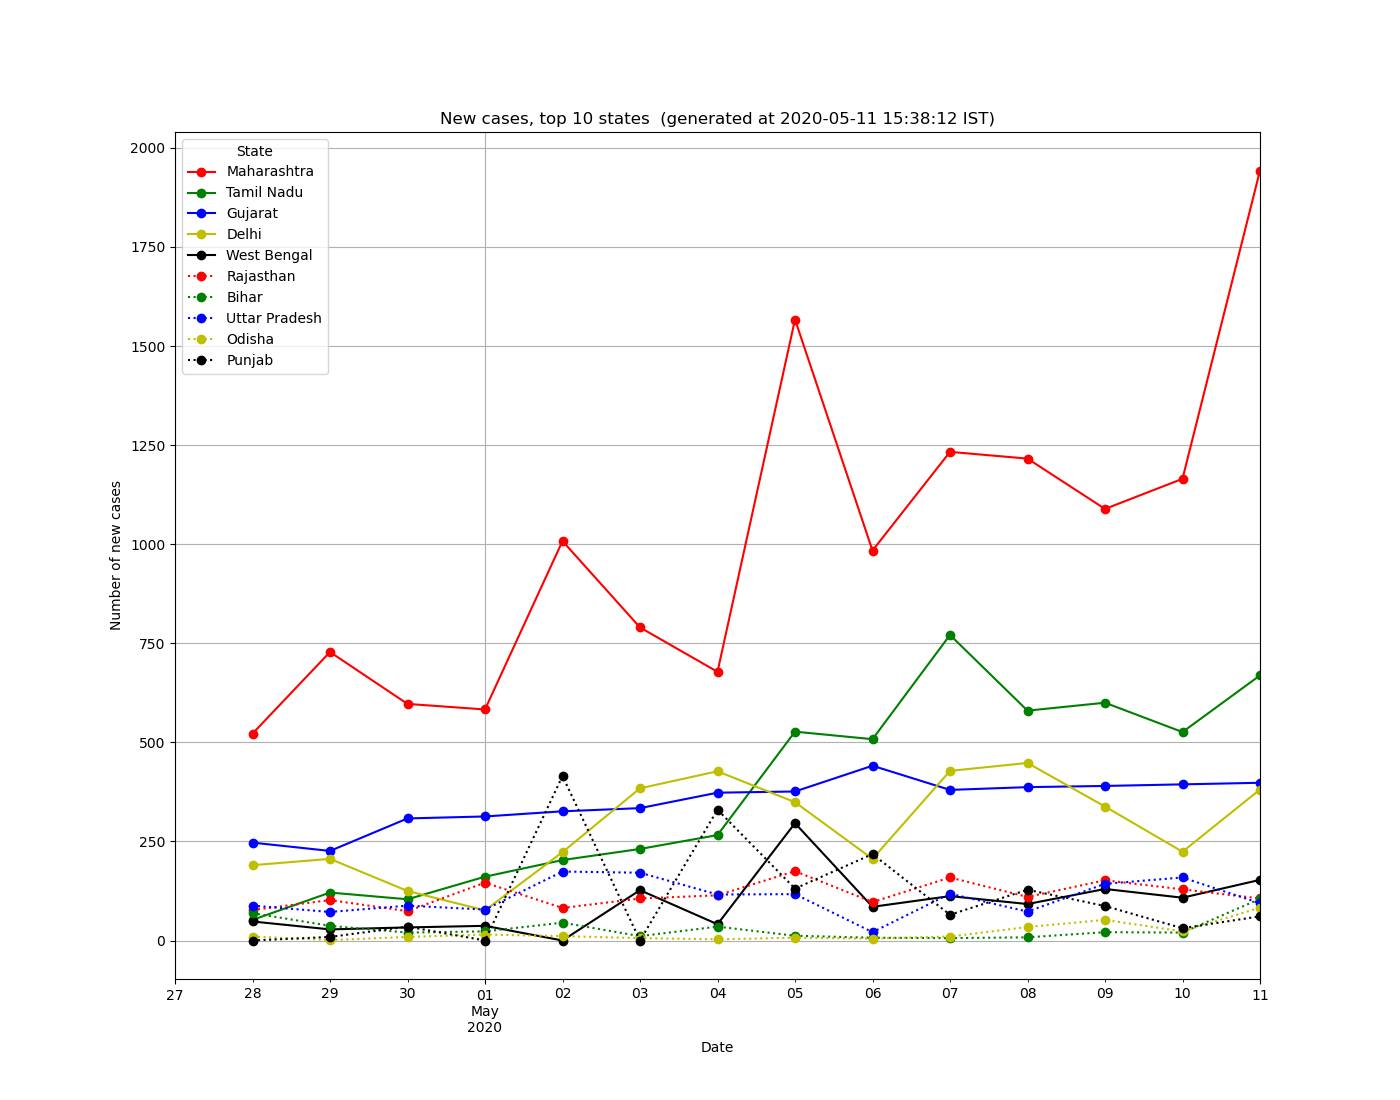 New cases, top 10 states  (generated at 2020-05-11 15:38:12 IST)
State
Maharashtra
Tamil Nadu
Gujarat
Delhi
West Bengal
Rajasthan
Bihar
Uttar Pradesh
Odisha
Punjab
Number of new cases
2000
1750
1500
1250
1000
750
500
250
0
27 28 29 30 01 02 03 04 05 06 07 08 09 10 11
May
2020
Date